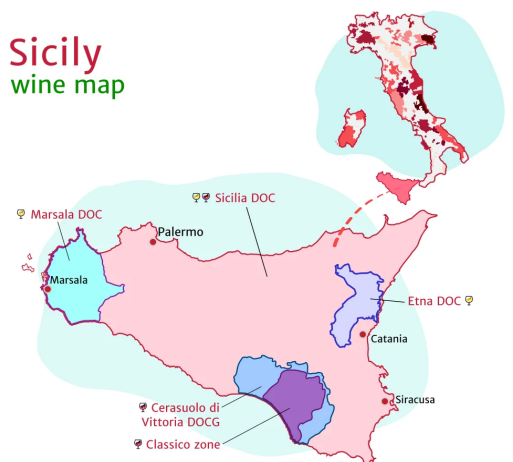 Sicily
wine map
Sicilia DOC
Marsala DOC
Palermo
Marsala
Etna DOC
Catania
Siracusa
Cerasuolo di
Vittoria DOCG
Classico zone